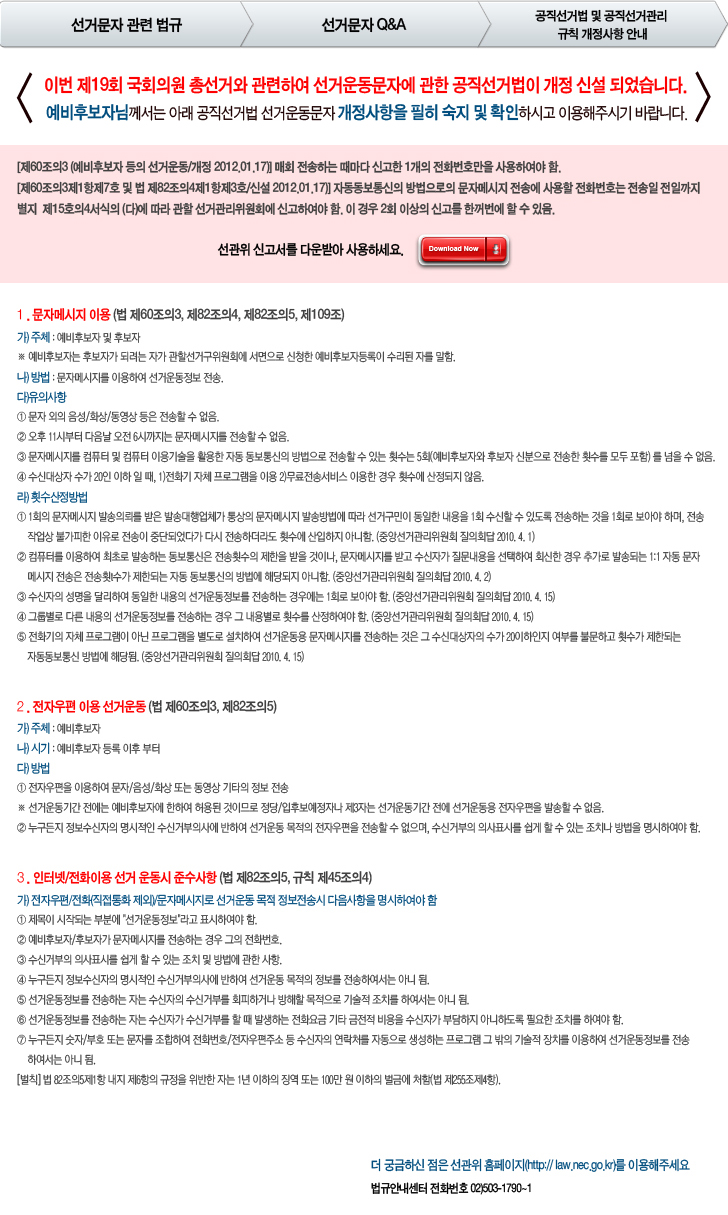 선거문자 관련 법규
선거문자 Q&A
공직선거법 및 공직선거관리
규칙 개정사항 안내
이번 제19회 국회의원 총선거와 관련하여 선거운동문자에 관한 공직선거법이 개정 신설 되었습니다.
예비후보자님께서는 아래 공직선거법 선거운동문자 개정사항을 필히 숙지 및 확인하시고 이용해주시기 바랍니다.
[제60조의3 (예비후보자 등의 선거운동/개정 2012.01.17)] 매회 전송하는 때마다 신고한 1개의 전화번호만을 사용하여야 함.
[제60조의3제1항제7호 및 법 제82조의4제1항제3호/신설 2012.01.17)] 자동동보통신의 방법으로의 문자메시지 전송에 사용할 전화번호는 전송일 전일까지
별지 제15호의4서식의 (다)에 따라 관할 선거관리위원회에 신고하여야 함. 이 경우 2회 이상의 신고를 한꺼번에 할 수 있음.
선관위 신고서를 다운받아 사용하세요.
Download Now
1 . 문자메시지 이용 (법 제60조의3, 제82조의4, 제82조의5, 제109조)
가) 주체 : 예비후보자 및 후보자
※ 예비후보자는 후보자가 되려는 자가 관할선거구위원회에 서면으로 신청한 예비후보자등록이 수리된 자를 말함.
나) 방법 : 문자메시지를 이용하여 선거운동정보 전송.
다)유의사항
① 문자 외의 음성/화상/동영상 등은 전송할 수 없음.
② 오후 11시부터 다음날 오전 6시까지는 문자메시지를 전송할 수 없음.
③ 문자메시지를 컴퓨터 및 컴퓨터 이용기술을 활용한 자동 동보통신의 방법으로 전송할 수 있는 횟수는 5회(예비후보자와 후보자 신분으로 전송한 횟수를 모두 포함) 를 넘을 수 없음.
④ 수신대상자 수가 20인 이하 일 때, 1)전화기 자체 프로그램을 이용 2)무료전송서비스 이용한 경우 횟수에 산정되지 않음.
라) 횟수산정방법
① 1회의 문자메시지 발송의뢰를 받은 발송대행업체가 통상의 문자메시지 발송방법에 따라 선거구민이 동일한 내용을 1회 수신할 수 있도록 전송하는 것을 1회로 보아야 하며, 전송
작업상 불가피한 이유로 전송이 중단되었다가 다시 전송하더라도 횟수에 산입하지 아니함. (중앙선거관리위원회 질의회답 2010. 4. 1)
② 컴퓨터를 이용하여 최초로 발송하는 동보통신은 전송횟수의 제한을 받을 것이나, 문자메시지를 받고 수신자가 질문내용을 선택하여 회신한 경우 추가로 발송되는 1:1 자동 문자
메시지 전송은 전송횟수가 제한되는 자동 동보통신의 방법에 해당되지 아니함. (중앙선거관리위원회 질의회답 2010. 4. 2)
③ 수신자의 성명을 달리하여 동일한 내용의 선거운동정보를 전송하는 경우에는 1회로 보아야 함. (중앙선거관리위원회 질의회답 2010. 4. 15)
④ 그룹별로 다른 내용의 선거운동정보를 전송하는 경우 그 내용별로 횟수를 산정하여야 함. (중앙선거관리위원회 질의회답 2010. 4. 15)
⑤ 전화기의 자체 프로그램이 아닌 프로그램을 별도로 설치하여 선거운동용 문자메시지를 전송하는 것은 그 수신대상자의 수가 20이하인지 여부를 불문하고 횟수가 제한되는
자동동보통신 방법에 해당됨. (중앙선거관리위원회 질의회답 2010. 4. 15)
2 . 전자우편 이용 선거운동 (법 제60조의3, 제82조의5)
가) 주체 : 예비후보자
나) 시기 : 예비후보자 등록 이후 부터
다) 방법
① 전자우편을 이용하여 문자/음성/화상 또는 동영상 기타의 정보 전송
※ 선거운동기간 전에는 예비후보자에 한하여 허용된 것이므로 정당/입후보예정자나 제3자는 선거운동기간 전에 선거운동용 전자우편을 발송할 수 없음.
② 누구든지 정보수신자의 명시적인 수신거부의사에 반하여 선거운동 목적의 전자우편을 전송할 수 없으며, 수신거부의 의사표시를 쉽게 할 수 있는 조치나 방법을 명시하여야 함.
3 . 인터넷/전화이용 선거 운동시 준수사항 (법 제82조의5, 규칙 제45조의4)
가) 전자우편/전화(직접통화 제외)/문자메시지로 선거운동 목적 정보전송시 다음사항을 명시하여야 함
① 제목이 시작되는 부분에 "선거운동정보"라고 표시하여야 함.
② 예비후보자/후보자가 문자메시지를 전송하는 경우 그의 전화번호.
③ 수신거부의 의사표시를 쉽게 할 수 있는 조치 및 방법에 관한 사항.
④ 누구든지 정보수신자의 명시적인 수신거부의사에 반하여 선거운동 목적의 정보를 전송하여서는 아니 됨.
⑤ 선거운동정보를 전송하는 자는 수신자의 수신거부를 회피하거나 방해할 목적으로 기술적 조치를 하여서는 아니 됨.
⑥ 선거운동정보를 전송하는 자는 수신자가 수신거부를 할 때 발생하는 전화요금 기타 금전적 비용을 수신자가 부담하지 아니하도록 필요한 조치를 하여야 함.
⑦ 누구든지 숫자/부호 또는 문자를 조합하여 전화번호/전자우편주소 등 수신자의 연락처를 자동으로 생성하는 프로그램 그 밖의 기술적 장치를 이용하여 선거운동정보를 전송
하여서는 아니 됨.
[벌칙] 법 82조의5제1항 내지 제6항의 규정을 위반한 자는 1년 이하의 징역 또는 100만 원 이하의 벌금에 처함(법 제255조제4항).
더 궁금하신 점은 선관위 홈페이지(http:// law.nec.go.kr)를 이용해주세요
법규안내센터 전화번호 02)503-1790~1